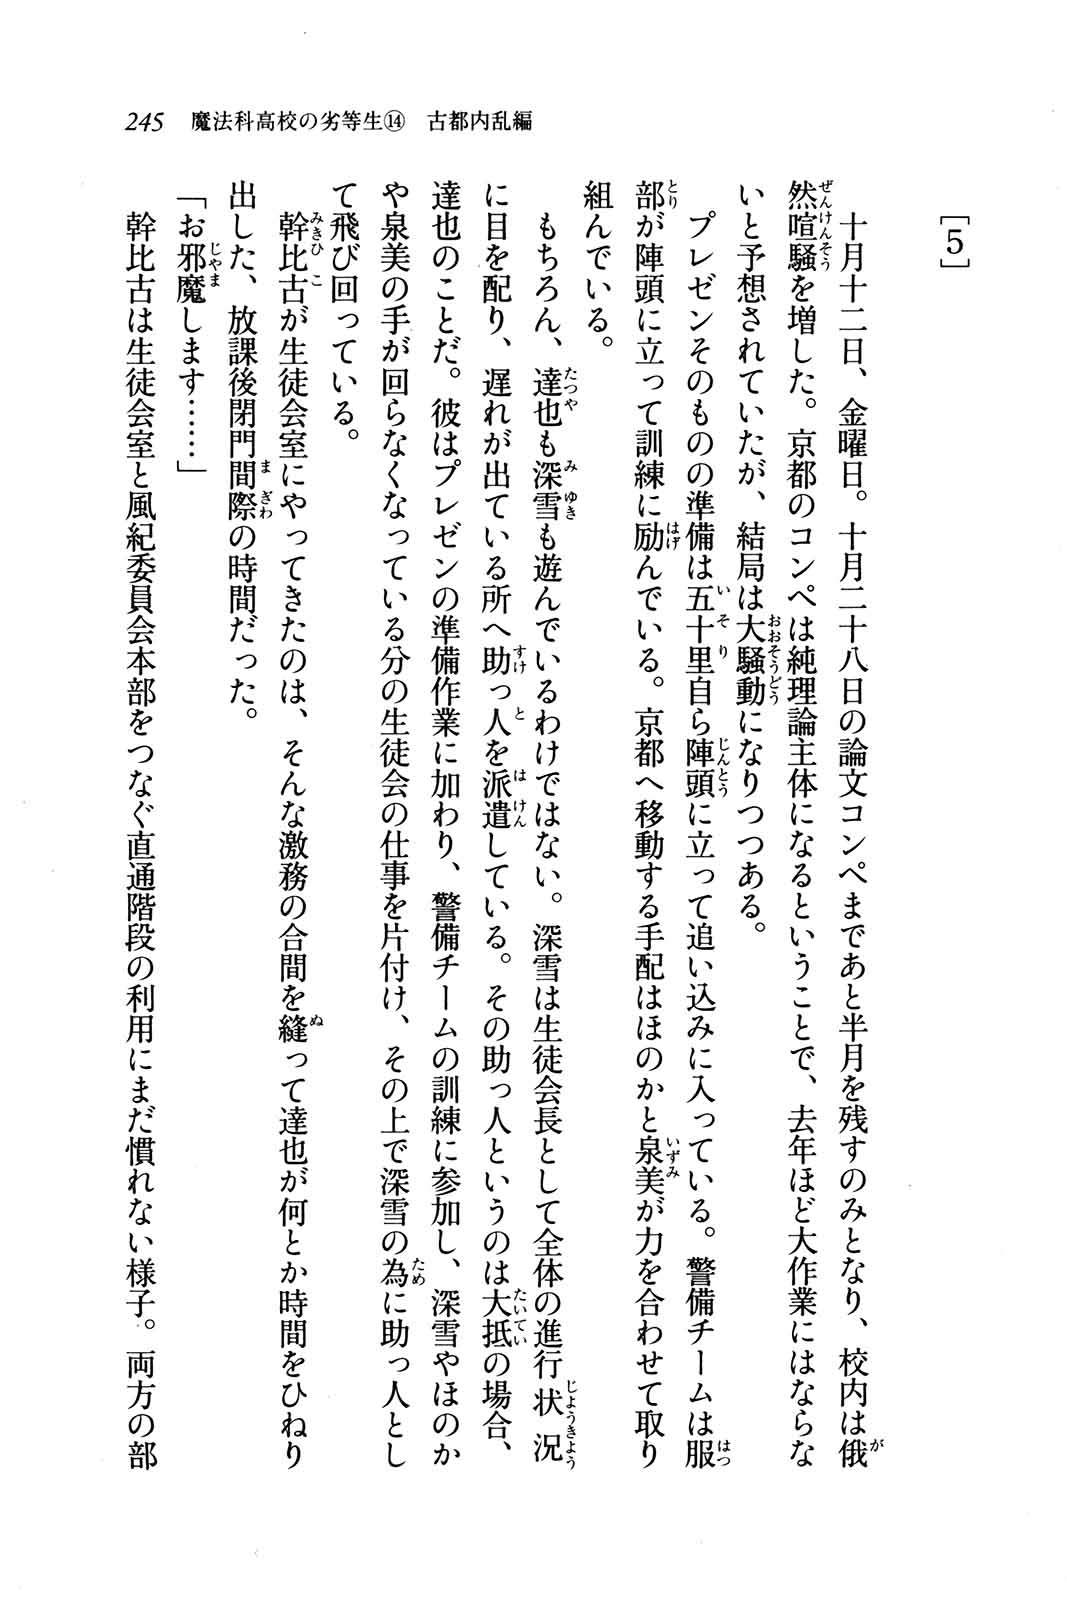 245　魔法科高校の劣等生⑭　古都内乱編
［5］
十月十二日、金曜日。十月二十八日の論文コンペまであと半月を残すのみとなり、校内は俄
然喧騒を増した。京都のコンペは純理論主体になるということで、去年ほど大作業にはならな
いと予想されていたが、結局は大騒動になりつつある。
プレゼンそのものの準備は五十里自ら陣頭に立って追い込みに入っている。警備チームは服
部が陣頭に立って訓練に励んでいる。京都へ移動する手配はほのかと泉美が力を合わせて取り
組んでいる。
もちろん、達也も深雪も遊んでいるわけではない。深雪は生徒会長として全体の進行状況
に目を配り、遅れが出ている所へ助っ人を派遣している。その助っ人というのは大抵の場合、
達也のことだ。彼はプレゼンの準備作業に加わり、警備チームの訓練に参加し、深雪やほのか
や泉美の手が回らなくなっている分の生徒会の仕事を片付け、その上で深雪の為に助っ人とし
て飛び回っている。
幹比古が生徒会室にやってきたのは、そんな激務の合間を縫って達也が何とか時間をひねり
出した、放課後閉門間際の時間だった。
「お邪魔します……」
幹比古は生徒会室と風紀委員会本部をつなぐ直通階段の利用にまだ慣れない様子。両方の部